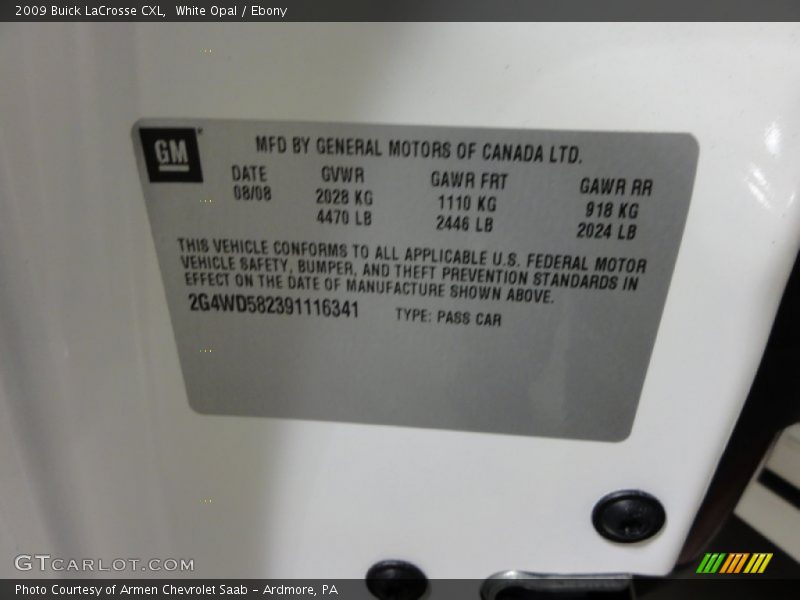 2009 Buick LaCrosse CXL, White Opal / Ebony
GM
MFD BY GENERAL MOTORS OF CANADA LTD.
DATE GVWR GAWR FRT GAWR RR
08/08 2028 KG 1110 KG 918 KG
4470 LB 2446 LB 2024 LB
THIS VEHICLE CONFORMS TO ALL APPLICABLE U.S. FEDERAL MOTOR
VEHICLE SAFETY, BUMPER, AND THEFT PREVENTION STANDARDS IN
EFFECT ON THE DATE OF MANUFACTURE SHOWN ABOVE.
2G4WD582391116341 TYPE: PASS CAR
GTCARLOT.COM
Photo Courtesy of Armen Chevrolet Saab - Ardmore, PA